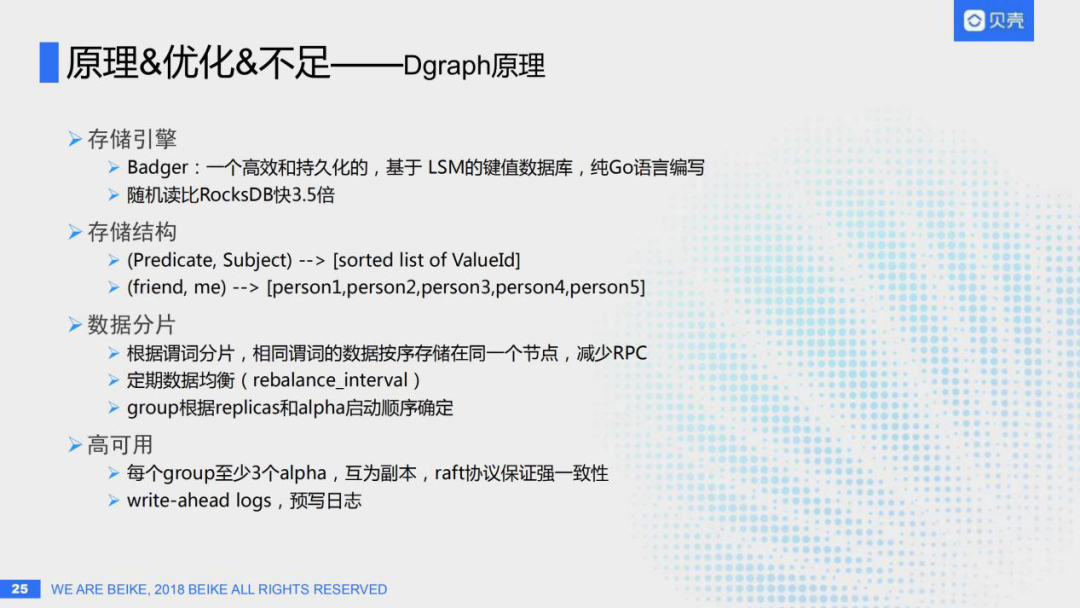 贝壳
原理&优化&不足——Dgraph原理
存储引擎
Badger：一个高效和持久化的，基于 LSM的键值数据库，纯Go语言编写
随机读比RocksDB快3.5倍
存储结构
(Predicate, Subject) --> [sorted list of ValueId]
(friend, me) --> [person1,person2,person3,person4,person5]
数据分片
根据谓词分片，相同谓词的数据按序存储在同一个节点，减少RPC
定期数据均衡（rebalance_interval）
group根据replicas和alpha启动顺序确定
高可用
每个group至少3个alpha，互为副本，raft协议保证强一致性
write-ahead logs，预写日志
25 WE ARE BEIKE, 2018 BEIKE ALL RIGHTS RESERVED